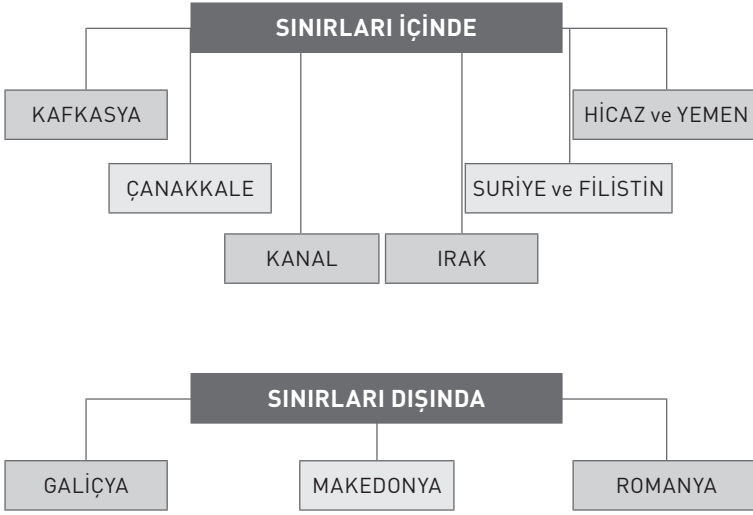 SINIRLARI İÇİNDE
KAFKASYA
HİCAZ ve YEMEN
ÇANAKKALE
SURİYE ve FİLİSTİN
KANAL
IRAK
SINIRLARI DIŞINDA
GALİÇYA
MAKEDONYA
ROMANYA